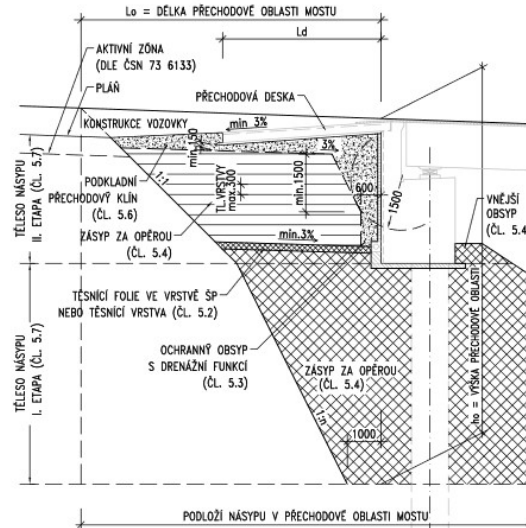 Lo = DÉLKA PŘECHODOVÉ OBLASTI MOSTU
Ld
AKTIVNÍ ZÓNA
(DLE ČSN 73 6133)
PLÁŇ
PŘECHODOVÁ DESKA
KONSTRUKCE VOZOVKY
min 3%
min.150
3%
PODKLADNÍ
PŘECHODOVÝ KLÍN
(ČL. 5.6)
1:1
TL.VRSTVY
max.300
min.1500
600
1500
VNĚJŠÍ
OBSYP
(ČL. 5.4
TĚLESO NÁSYPU
II. ETAPA (ČL. 5.7)
ZÁSYP ZA OPĚROU
(ČL. 5.4)
min.3%
TĚSNÍCÍ FOLIE VE VRSTVĚ ŠP
NEBO TĚSNÍCÍ VRSTVA (ČL. 5.2)
OCHRANNÝ OBSYP
S DRENÁŽNÍ FUNKCÍ
(ČL. 5.3)
ZÁSYP ZA OPĚROU
(ČL. 5.4)
TĚLESO NÁSYPU
I. ETAPA (ČL. 5.7)
1:n
1000
ho = VÝŠKA PŘECHODOVÉ OBLASTI
PODLOŽÍ NÁSYPU V PŘECHODOVÉ OBLASTI MOSTU